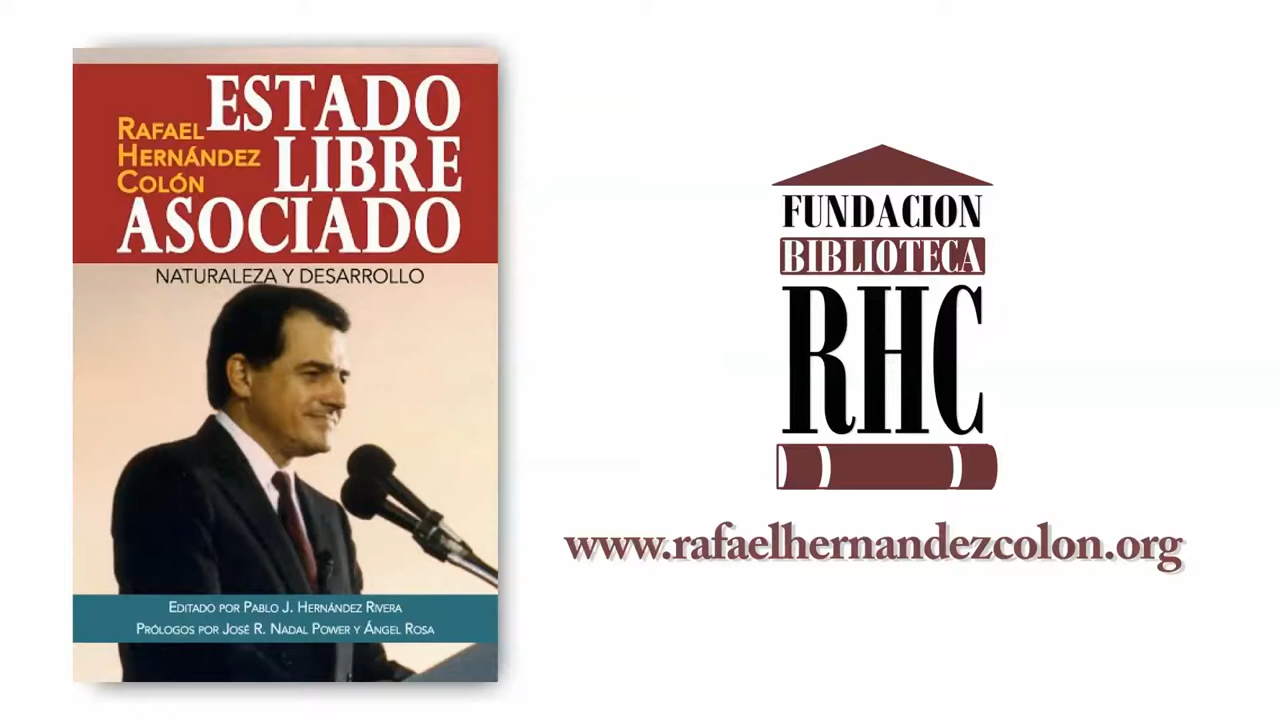 ESTADO
RAFAEL
HERNÁNDEZ
COLÓN
LIBRE
ASOCIADO
NATURALEZA Y DESARROLLO
EDITADO POR PABLO J. HERNÁNDEZ RIVERA
PRÓLOGOS POR JOSÉ R. NADAL POWER Y ÁNGEL ROSA
FUNDACION
BIBLIOTECA
RHC
www.rafaelhernandezcolon.org